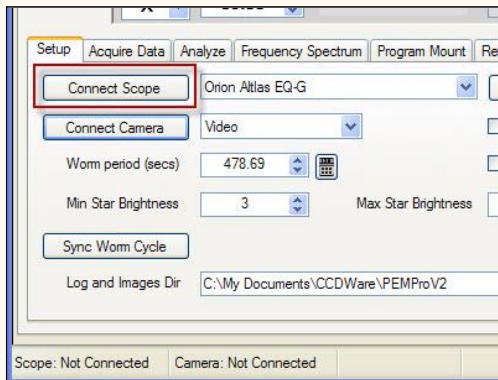 Setup Acquire Data Analyze Frequency Spectrum Program Mount
Connect Scope Orion Altlas EQ-G
Connect Camera Video
Worm period (secs) 478.69
Min Star Brightness 3 Max Star Brightness
Sync Worm Cycle
Log and Images Dir C:\My Documents\CCDWare\PEMProV2
Scope: Not Connected Camera: Not Connected